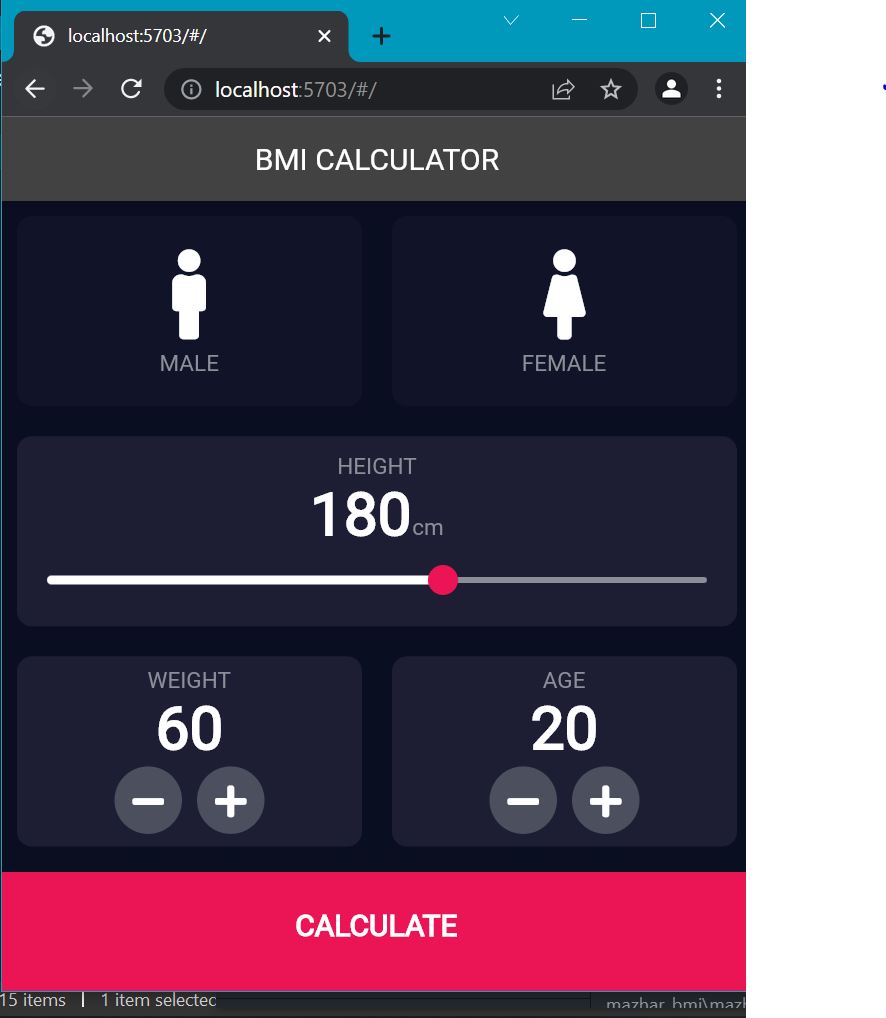 localhost:5703/#/
localhost:5703/#/
BMI CALCULATOR
MALE
FEMALE
HEIGHT
180cm
WEIGHT
60
AGE
20
CALCULATE
15 items
1 item selected
mazhar_bmi\mazh